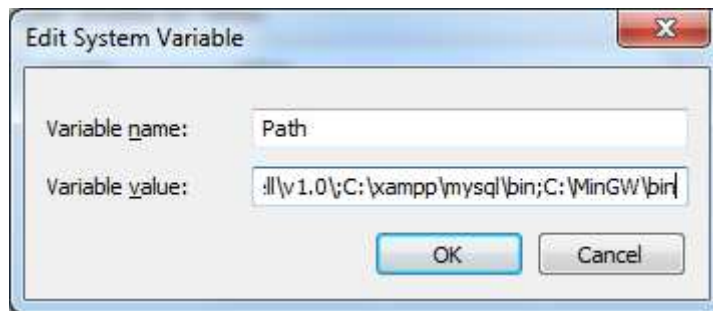 Edit System Variable
Variable name: Path
Variable value: ll\v1.0\;C:\xampp\mysql\bin;C:\MinGW\bin
OK Cancel